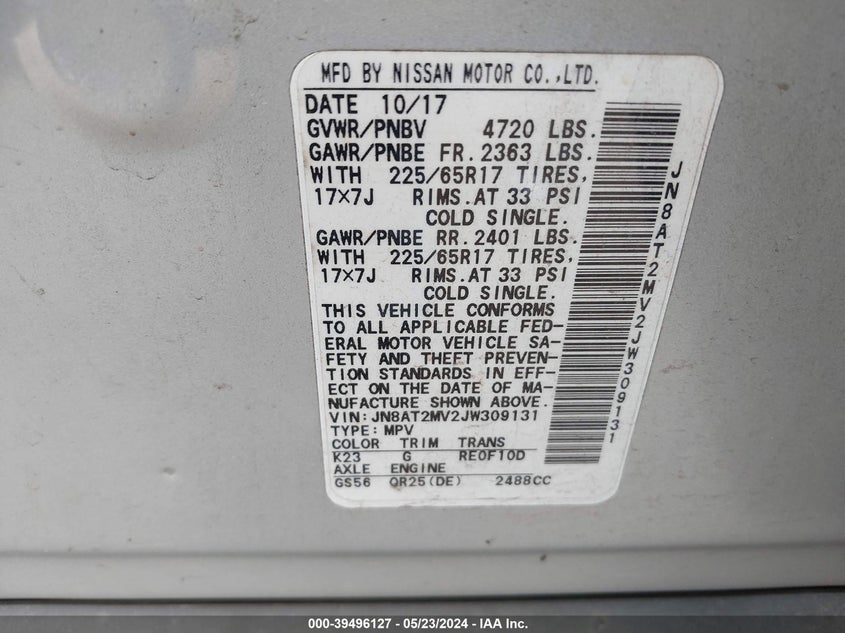 MFD BY NISSAN MOTOR CO.,LTD.
DATE 10/17
GVWR/PNBV 4720 LBS.
GAWR/PNBE FR. 2363 LBS.
WITH 225/65R17 TIRES,
17×7J RIMS.AT 33 PSI
COLD SINGLE.
GAWR/PNBE RR. 2401 LBS.
WITH 225/65R17 TIRES,
17×7J RIMS.AT 33 PSI
COLD SINGLE.
THIS VEHICLE CONFORMS
TO ALL APPLICABLE FED-
ERAL MOTOR VEHICLE SA-
FETY AND THEFT PREVEN-
TION STANDARDS IN EFF-
ECT ON THE DATE OF MA-
NUFACTURE SHOWN ABOVE.
VIN: JN8AT2MV2JW309131
TYPE: MPV
COLOR TRIM TRANS
K23 G RE0F10D
AXLE ENGINE
GS56 QR25(DE) 2488CC
JN8AT2MV2JW309131
000-39496127 — 05/23/2024 — IAA Inc.